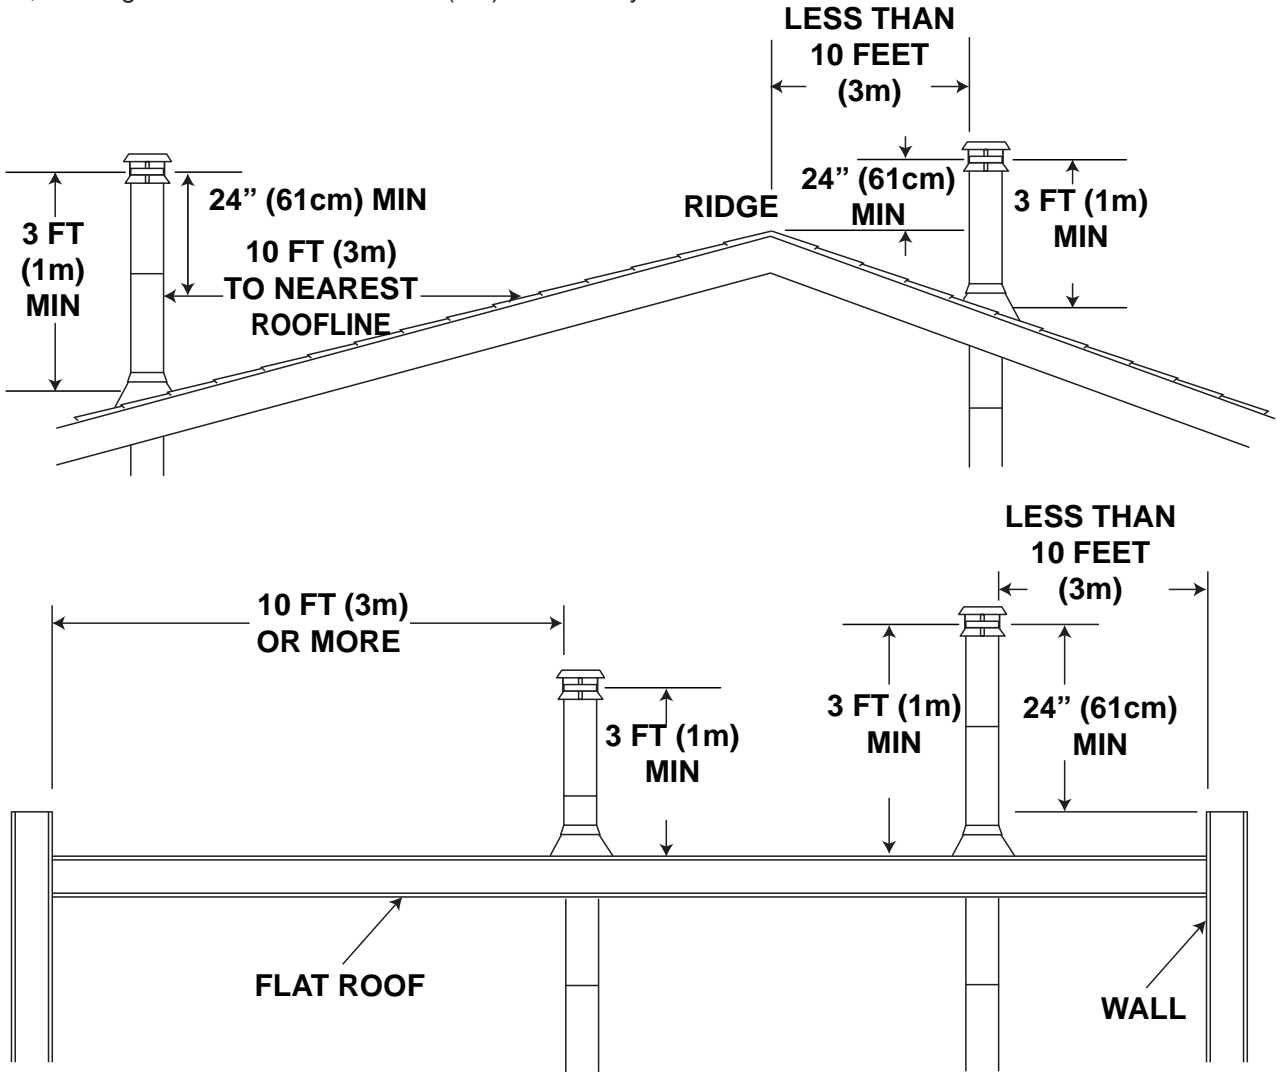 LESS THAN
10 FEET
(3m)
24” (61cm) MIN
3 FT
(1m)
MIN
10 FT (3m)
TO NEAREST
ROOFLINE
RIDGE
24” (61cm)
MIN
3 FT (1m)
MIN
LESS THAN
10 FEET
(3m)
10 FT (3m)
OR MORE
3 FT (1m)
MIN
3 FT (1m)
MIN
24” (61cm)
MIN
FLAT ROOF
WALL